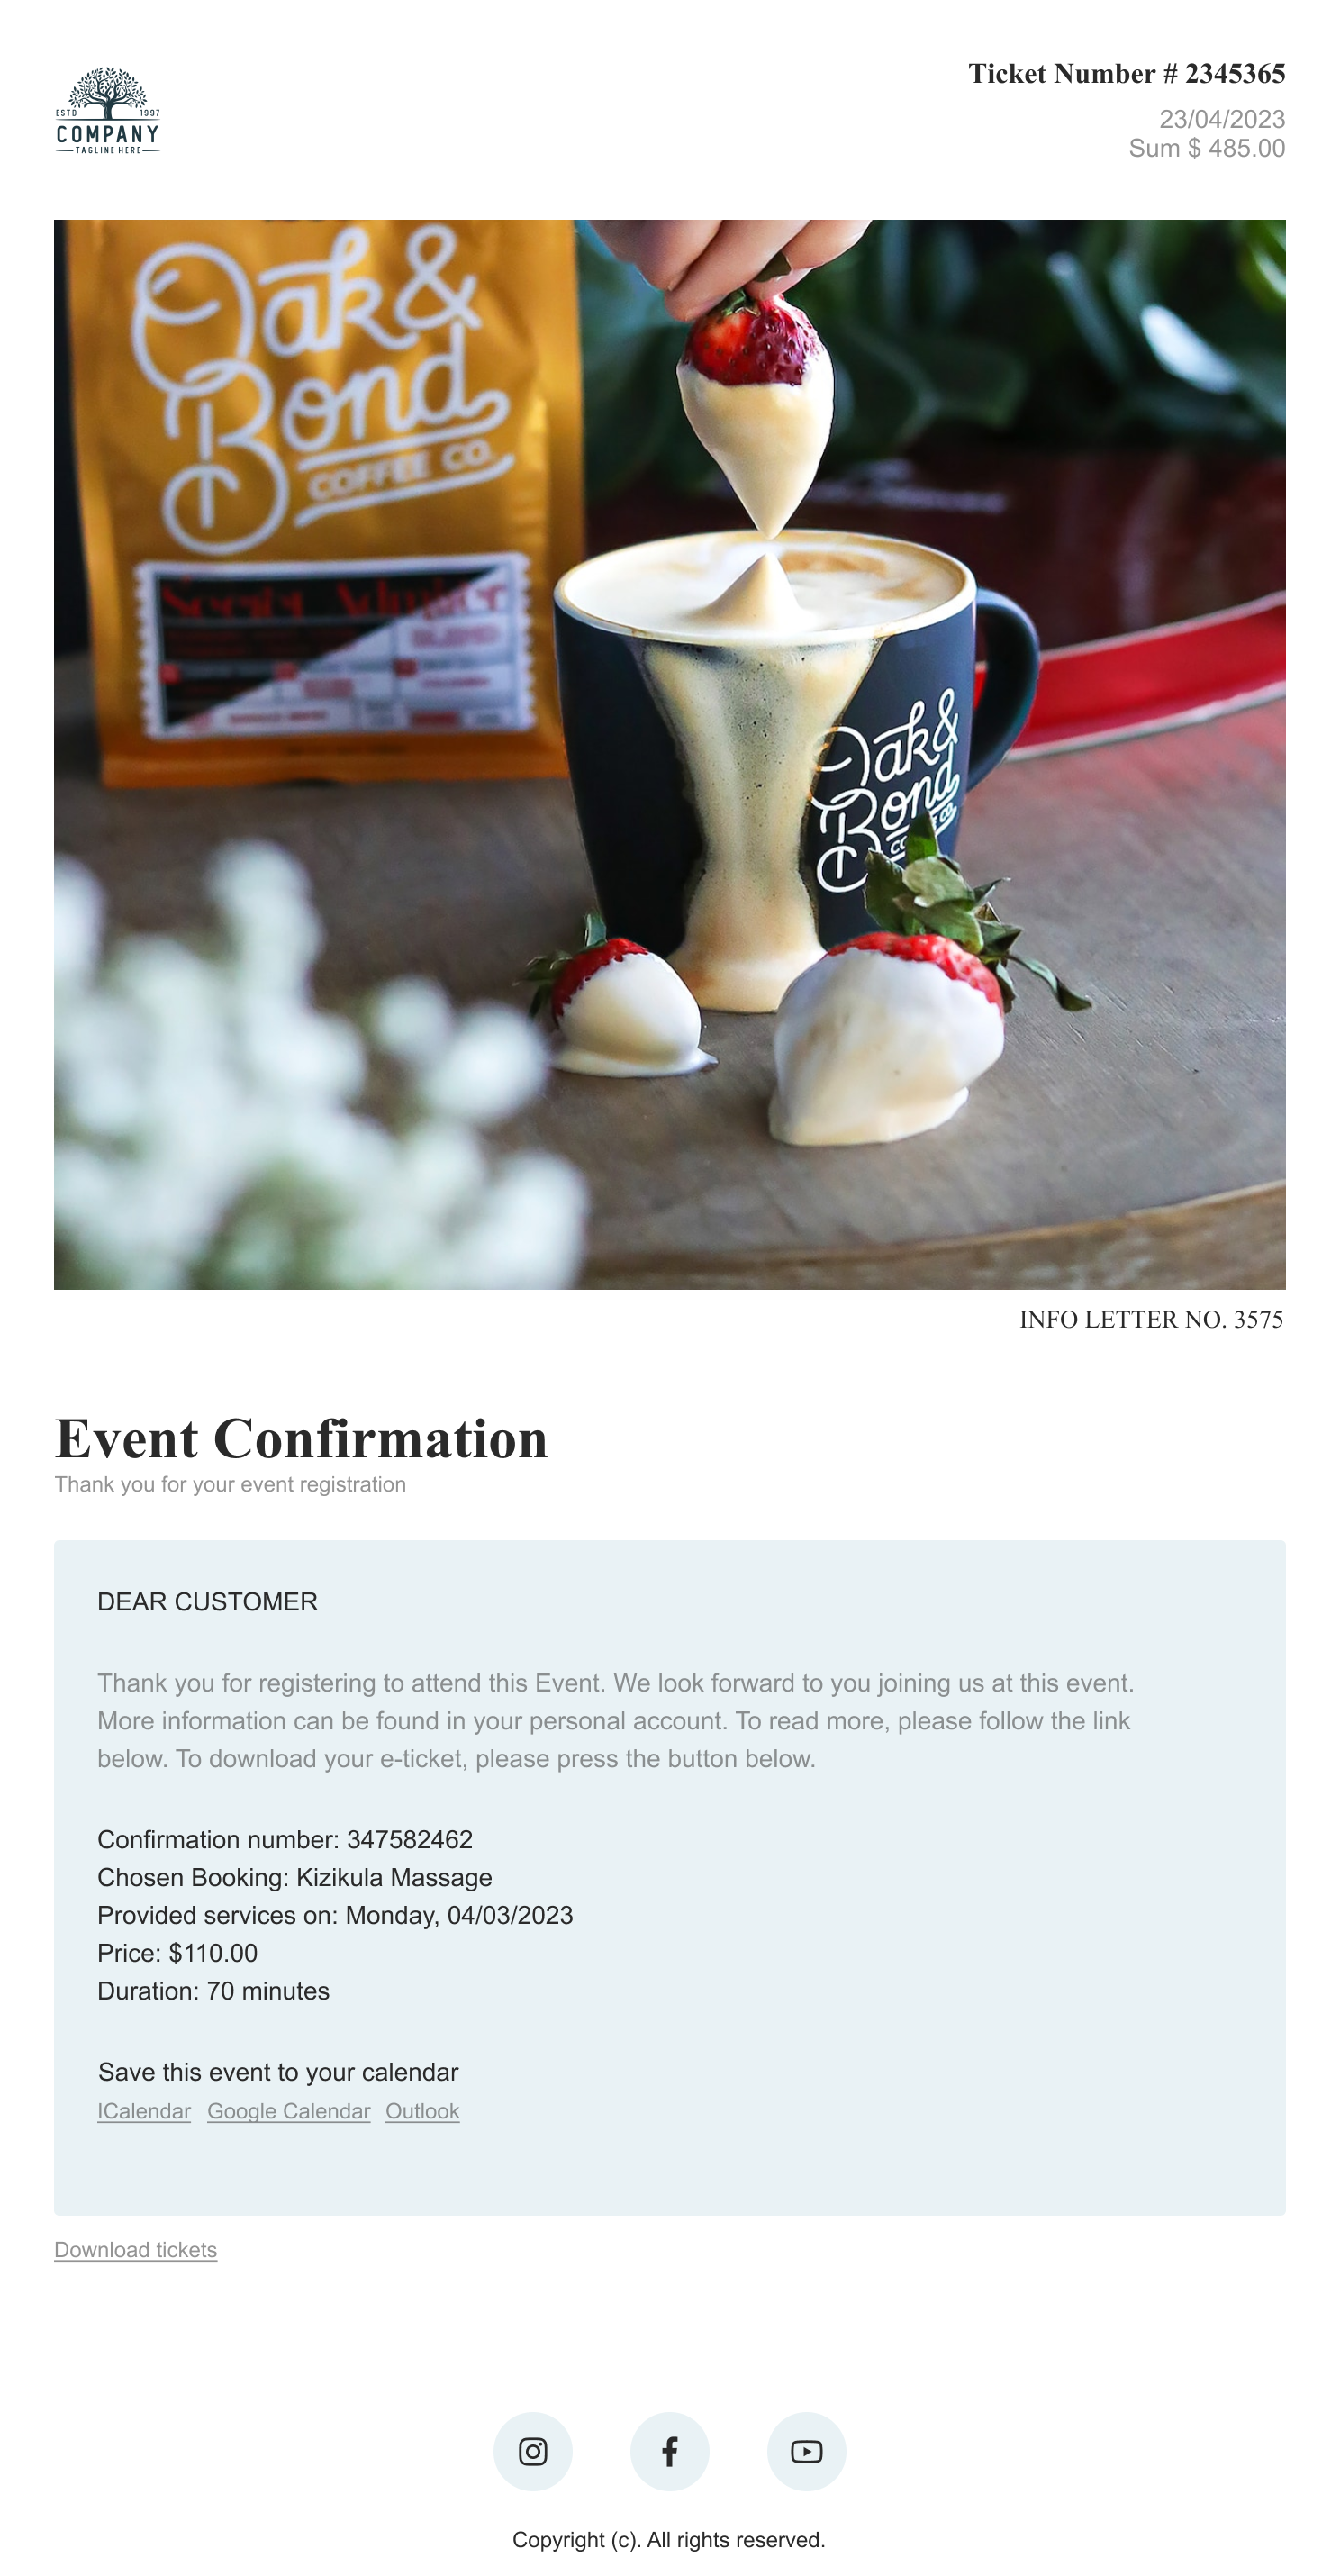 ESTD 1997
COMPANY
TAGLINE HERE
Ticket Number # 2345365
23/04/2023
Sum $ 485.00
Oak &
Bond
COFFEE CO.
Secret Admirer
BLEND
Oak &
Bond
CO
INFO LETTER NO. 3575
Event Confirmation
Thank you for your event registration
DEAR CUSTOMER
Thank you for registering to attend this Event. We look forward to you joining us at this event.
More information can be found in your personal account. To read more, please follow the link
below. To download your e-ticket, please press the button below.
Confirmation number: 347582462
Chosen Booking: Kizikula Massage
Provided services on: Monday, 04/03/2023
Price: $110.00
Duration: 70 minutes
Save this event to your calendar
ICalendar Google Calendar Outlook
Download tickets
Copyright (c). All rights reserved.